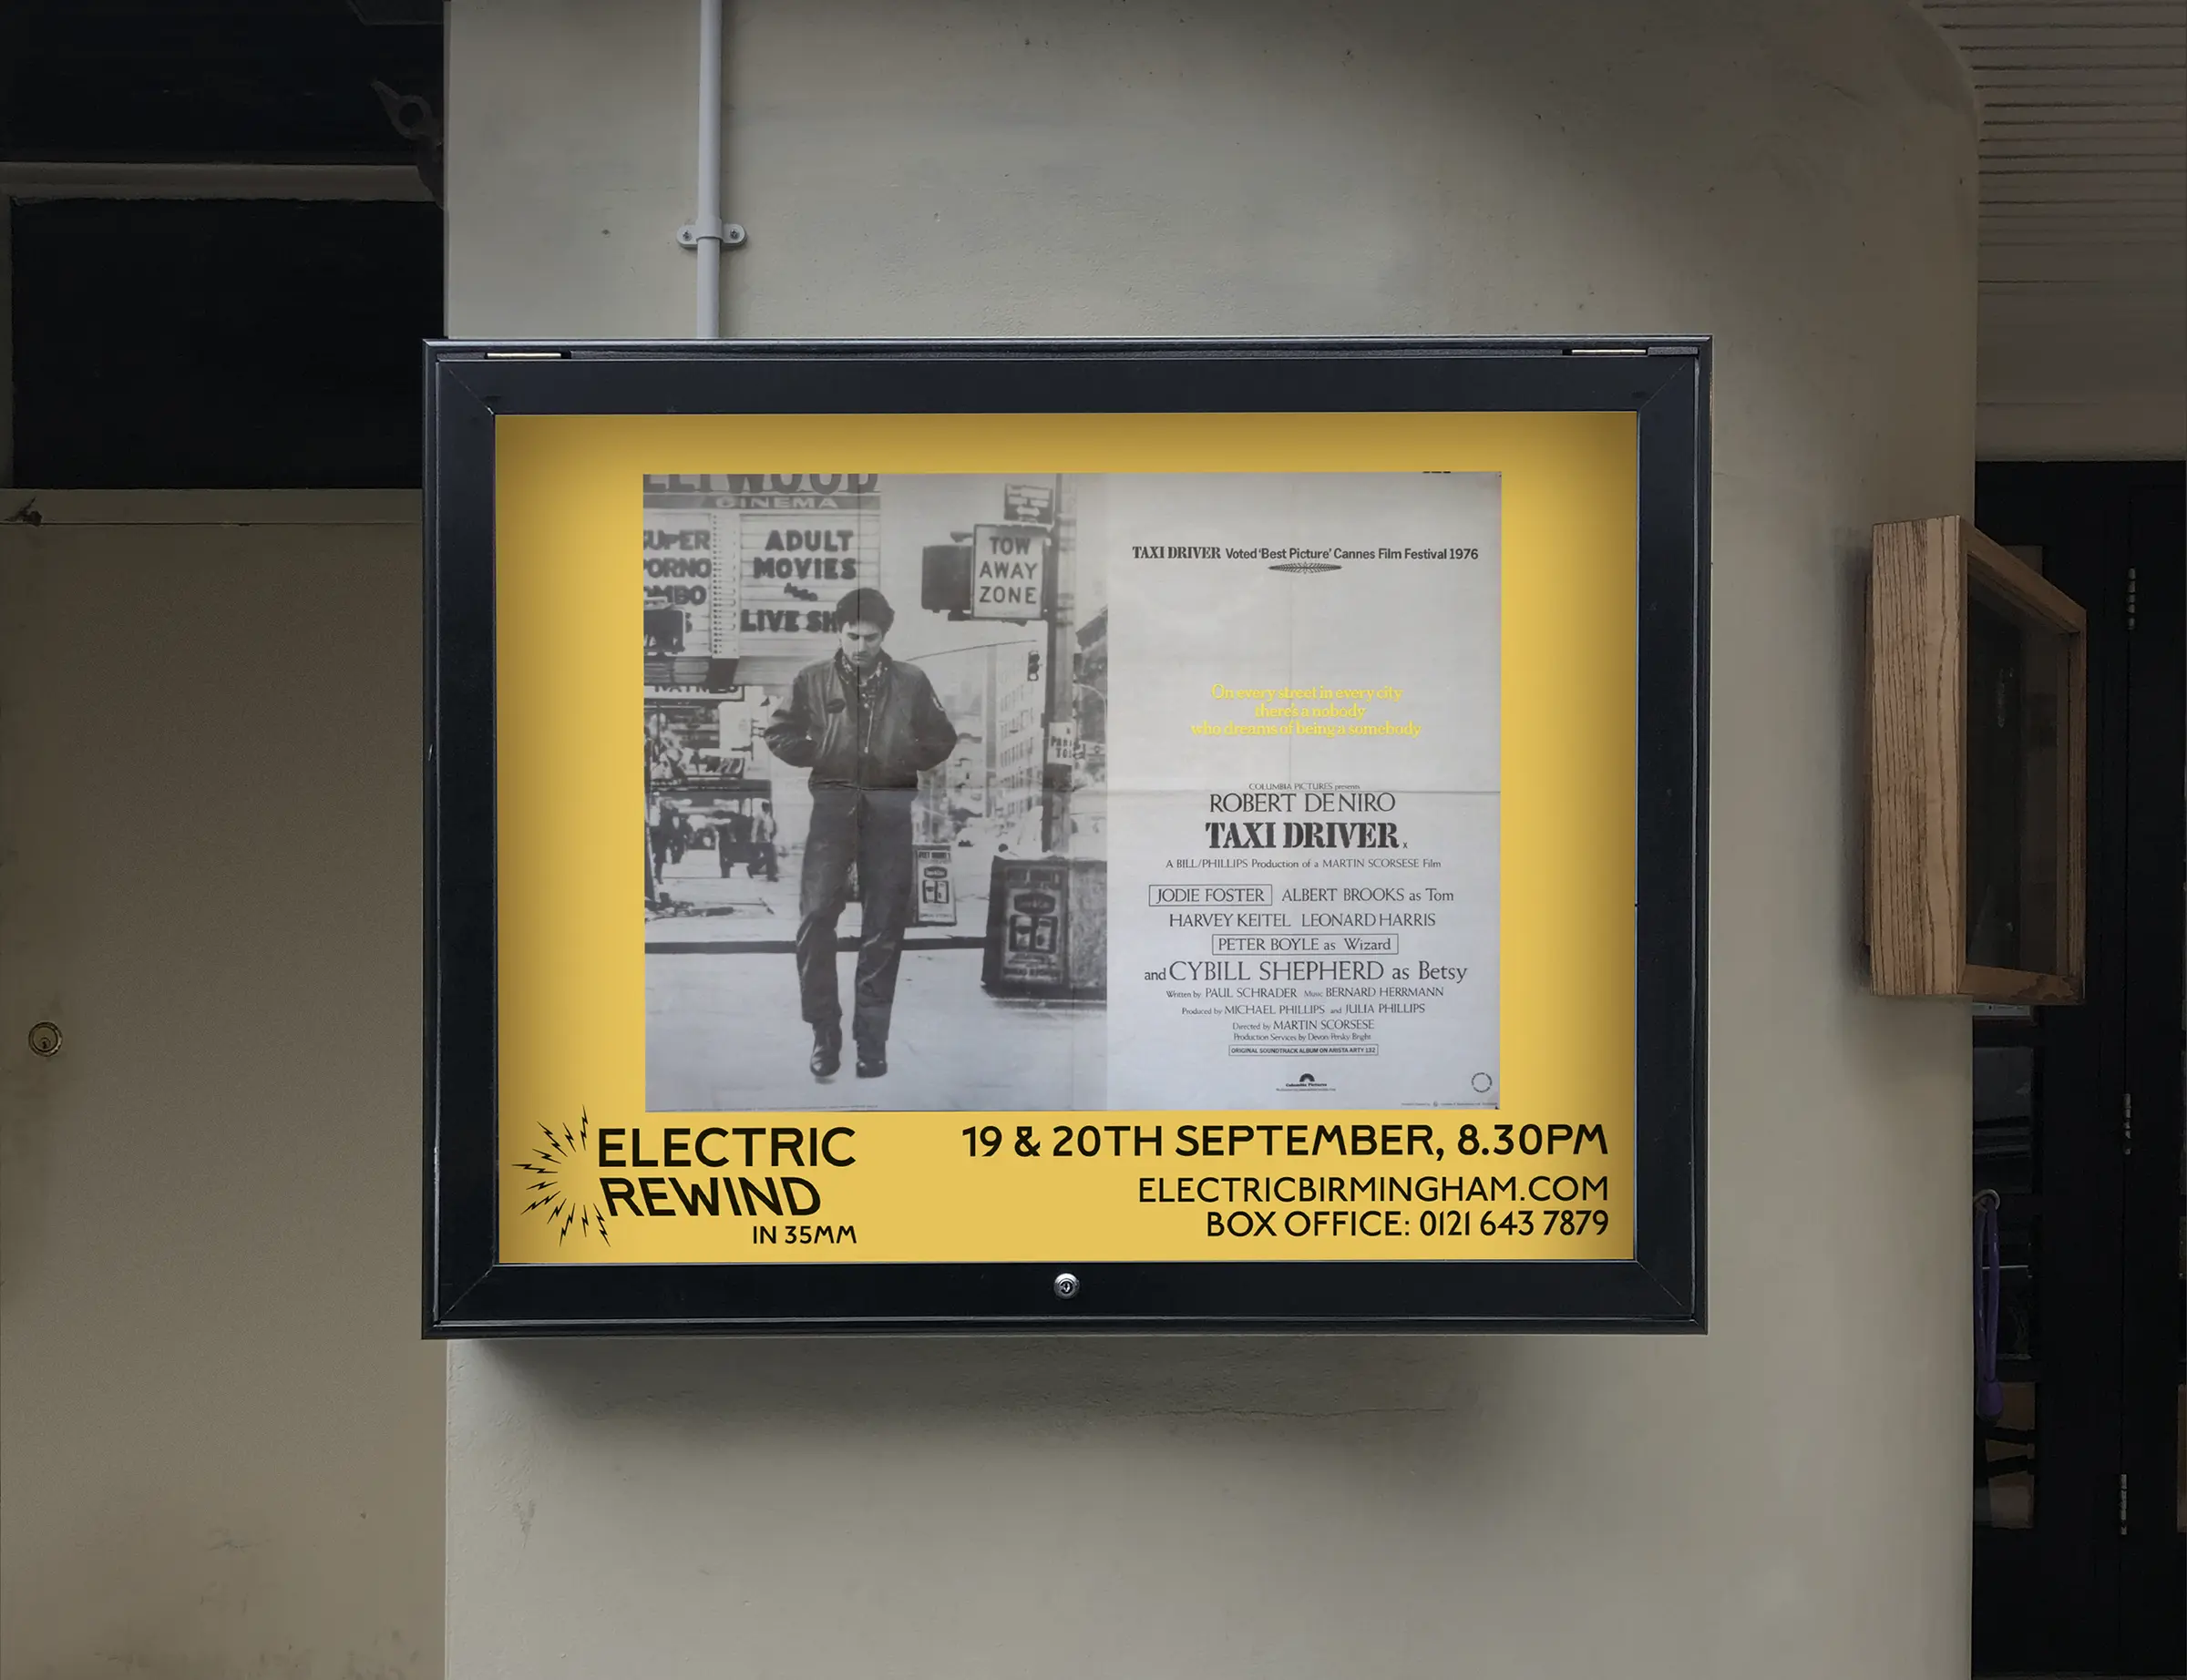 CINEMA
ADULT
MOVIES
TOW
AWAY
ZONE
TAXI DRIVER Voted 'Best Picture' Cannes Film Festival 1976
On every street in every city
there's a nobody
who dreams of being a somebody
COLUMBIA PICTURES presents
ROBERT DE NIRO
TAXI DRIVER x
A BILL/PHILLIPS Production of a MARTIN SCORSESE Film
JODIE FOSTER ALBERT BROOKS as Tom
HARVEY KEITEL LEONARD HARRIS
PETER BOYLE as Wizard
and CYBILL SHEPHERD as Betsy
Written by PAUL SCHRADER Music BERNARD HERRMANN
Produced by MICHAEL PHILLIPS and JULIA PHILLIPS
Directed by MARTIN SCORSESE
Production Services by Devon Persky Bright
ORIGINAL SOUNDTRACK ALBUM ON ARISTA ARTY 132
Columbia Pictures
ELECTRIC
REWIND
IN 35MM
19 & 20TH SEPTEMBER, 8.30PM
ELECTRICBIRMINGHAM.COM
BOX OFFICE: 0121 643 7879